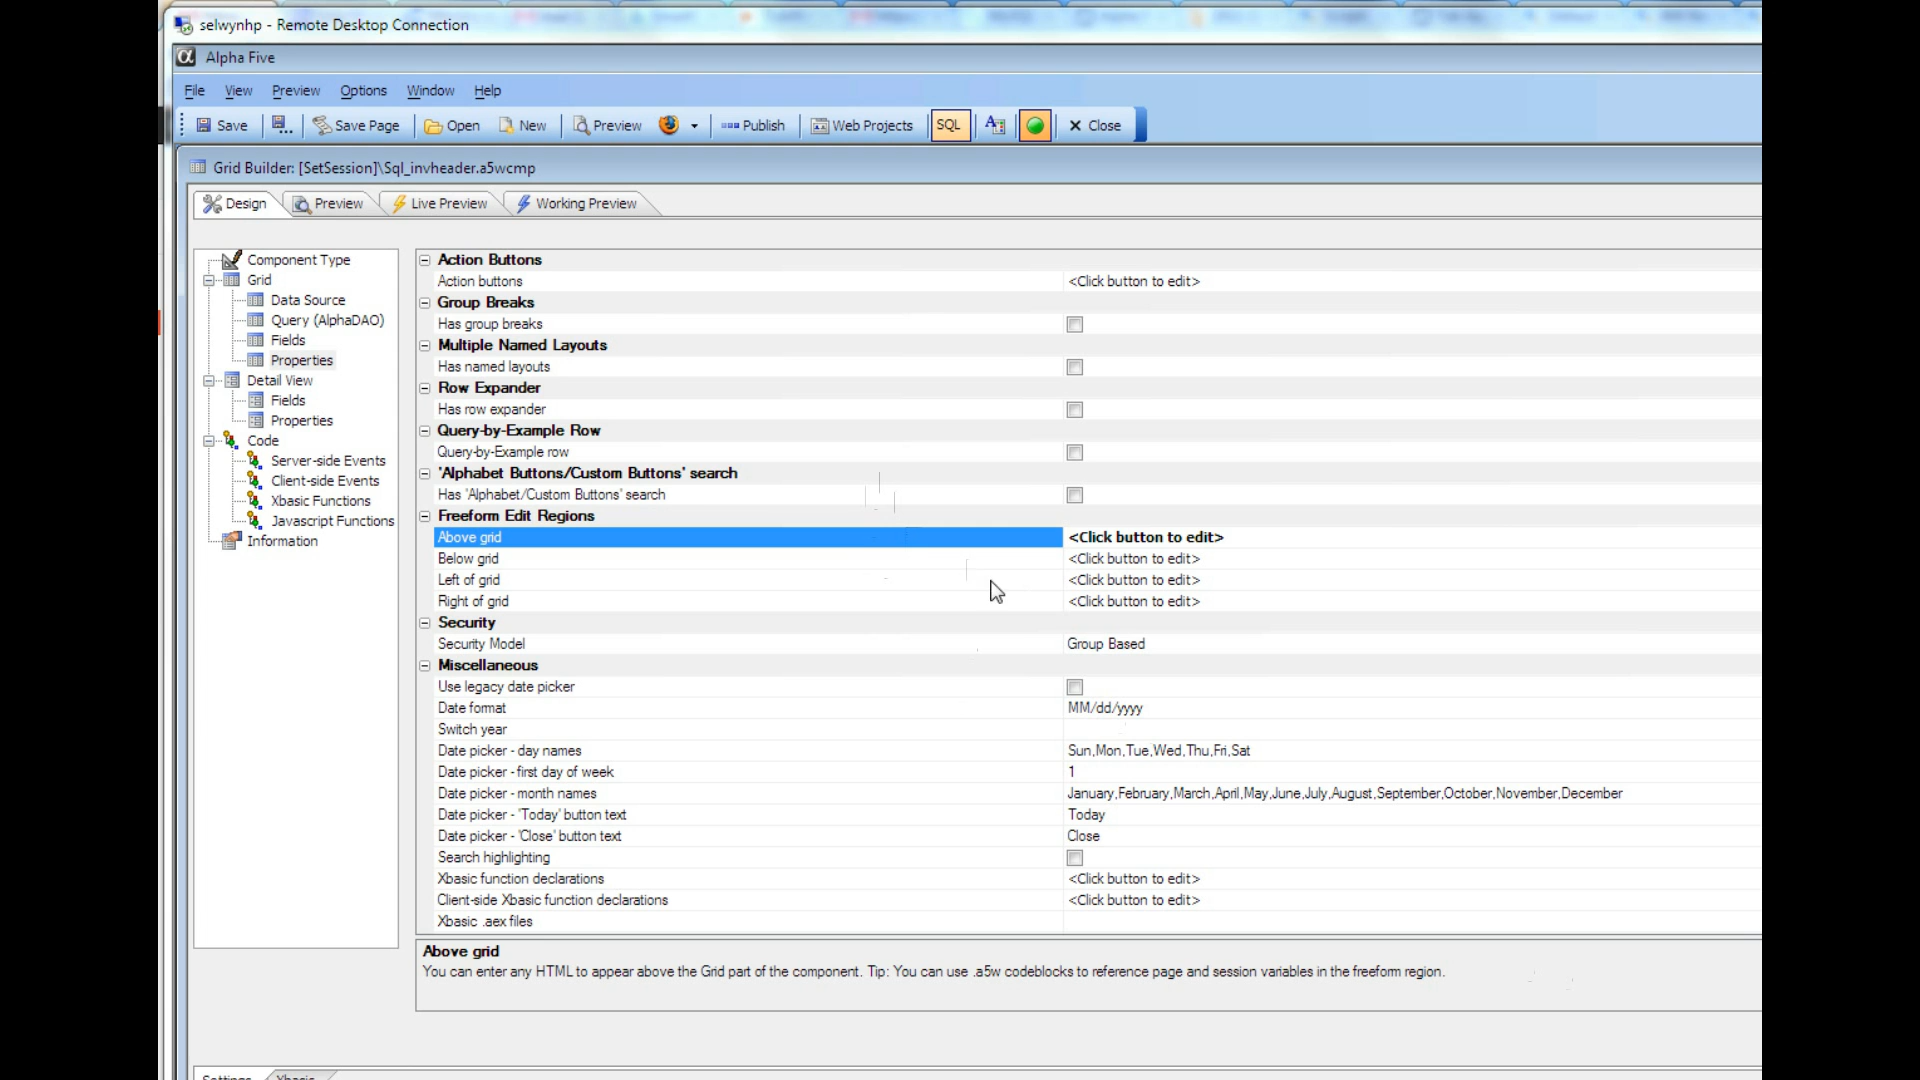 selwynhp - Remote Desktop Connection
Alpha Five
File View Preview Options Window Help
Save Save Page Open New Preview Publish Web Projects SQL Close
Grid Builder: [SetSession]\Sql_invheader.a5wcmp
Design Preview Live Preview Working Preview
Component Type
Grid
Data Source
Query (AlphaDAO)
Fields
Properties
Detail View
Fields
Properties
Code
Server-side Events
Client-side Events
Xbasic Functions
Javascript Functions
Information
Action Buttons
Action buttons <Click button to edit>
Group Breaks
Has group breaks
Multiple Named Layouts
Has named layouts
Row Expander
Has row expander
Query-by-Example Row
Query-by-Example row
'Alphabet Buttons/Custom Buttons' search
Has 'Alphabet/Custom Buttons' search
Freeform Edit Regions
Above grid <Click button to edit>
Below grid <Click button to edit>
Left of grid <Click button to edit>
Right of grid <Click button to edit>
Security
Security Model Group Based
Miscellaneous
Use legacy date picker
Date format MM/dd/yyyy
Switch year
Date picker - day names Sun,Mon,Tue,Wed,Thu,Fri,Sat
Date picker - first day of week 1
Date picker - month names January,February,March,April,May,June,July,August,September,October,November,December
Date picker - 'Today' button text Today
Date picker - 'Close' button text Close
Search highlighting
Xbasic function declarations <Click button to edit>
Client-side Xbasic function declarations <Click button to edit>
Xbasic .aex files
Above grid
You can enter any HTML to appear above the Grid part of the component. Tip: You can use .a5w codeblocks to reference page and session variables in the freeform region.
Settings Xbasic